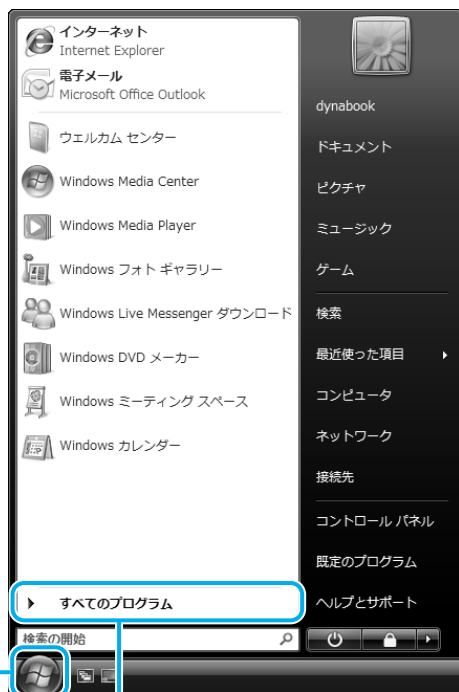 インターネット
Internet Explorer
電子メール
Microsoft Office Outlook
ウェルカム センター
Windows Media Center
Windows Media Player
Windows フォト ギャラリー
Windows Live Messenger ダウンロード
Windows DVD メーカー
Windows ミーティング スペース
Windows カレンダー
すべてのプログラム
検索の開始
dynabook
ドキュメント
ピクチャ
ミュージック
ゲーム
検索
最近使った項目
コンピュータ
ネットワーク
接続先
コントロール パネル
既定のプログラム
ヘルプとサポート